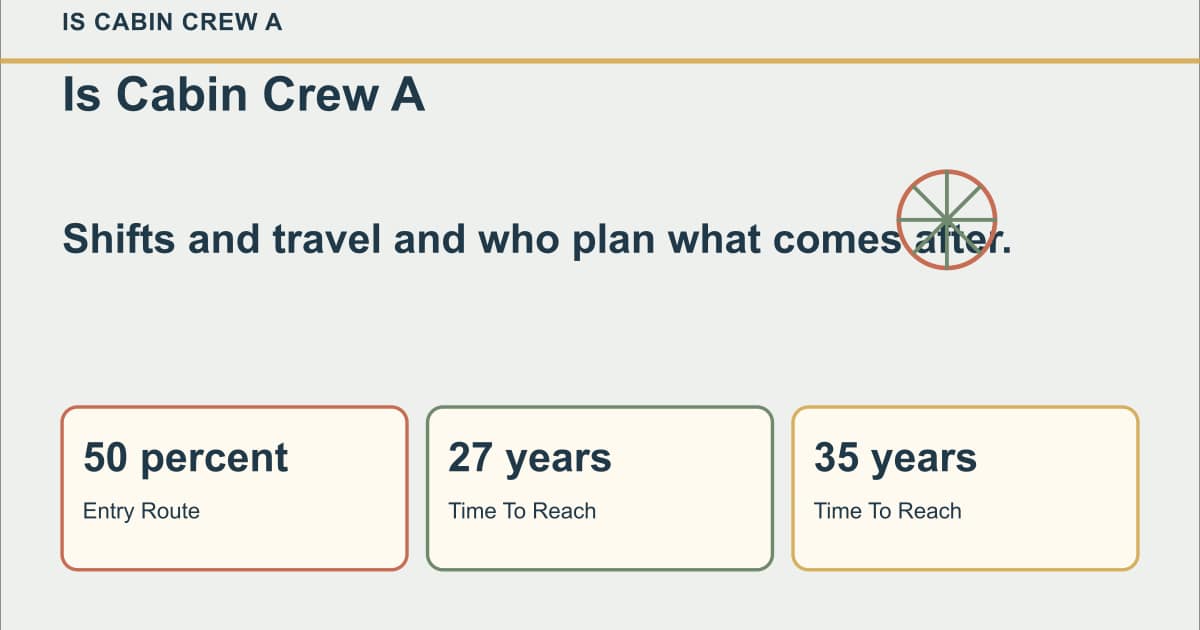 IS CABIN CREW A
Is Cabin Crew A
Shifts and travel and who plan what comes after.
50 percent
Entry Route
27 years
Time To Reach
35 years
Time To Reach